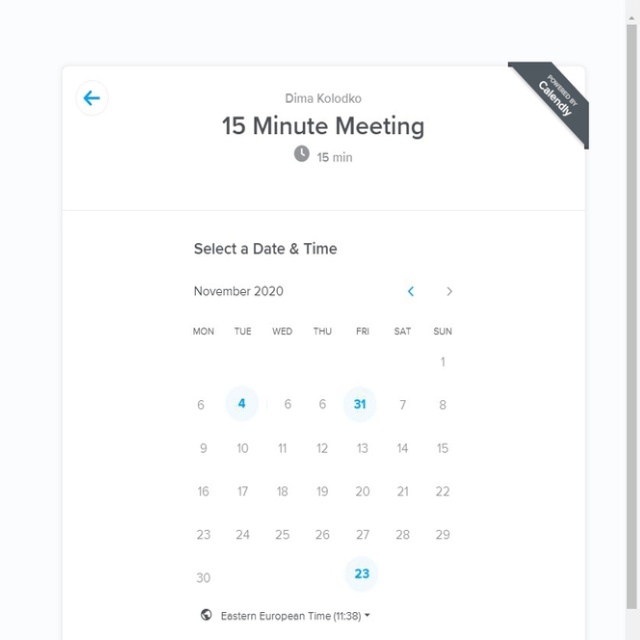 POWERED BY
Calendly
Dima Kolodko
15 Minute Meeting
15 min
Select a Date & Time
November 2020
MON TUE WED THU FRI SAT SUN
1
6 4 6 6 31 7 8
9 10 11 12 13 14 15
16 17 18 19 20 21 22
23 24 25 26 27 28 29
30 23
Eastern European Time (11:38)